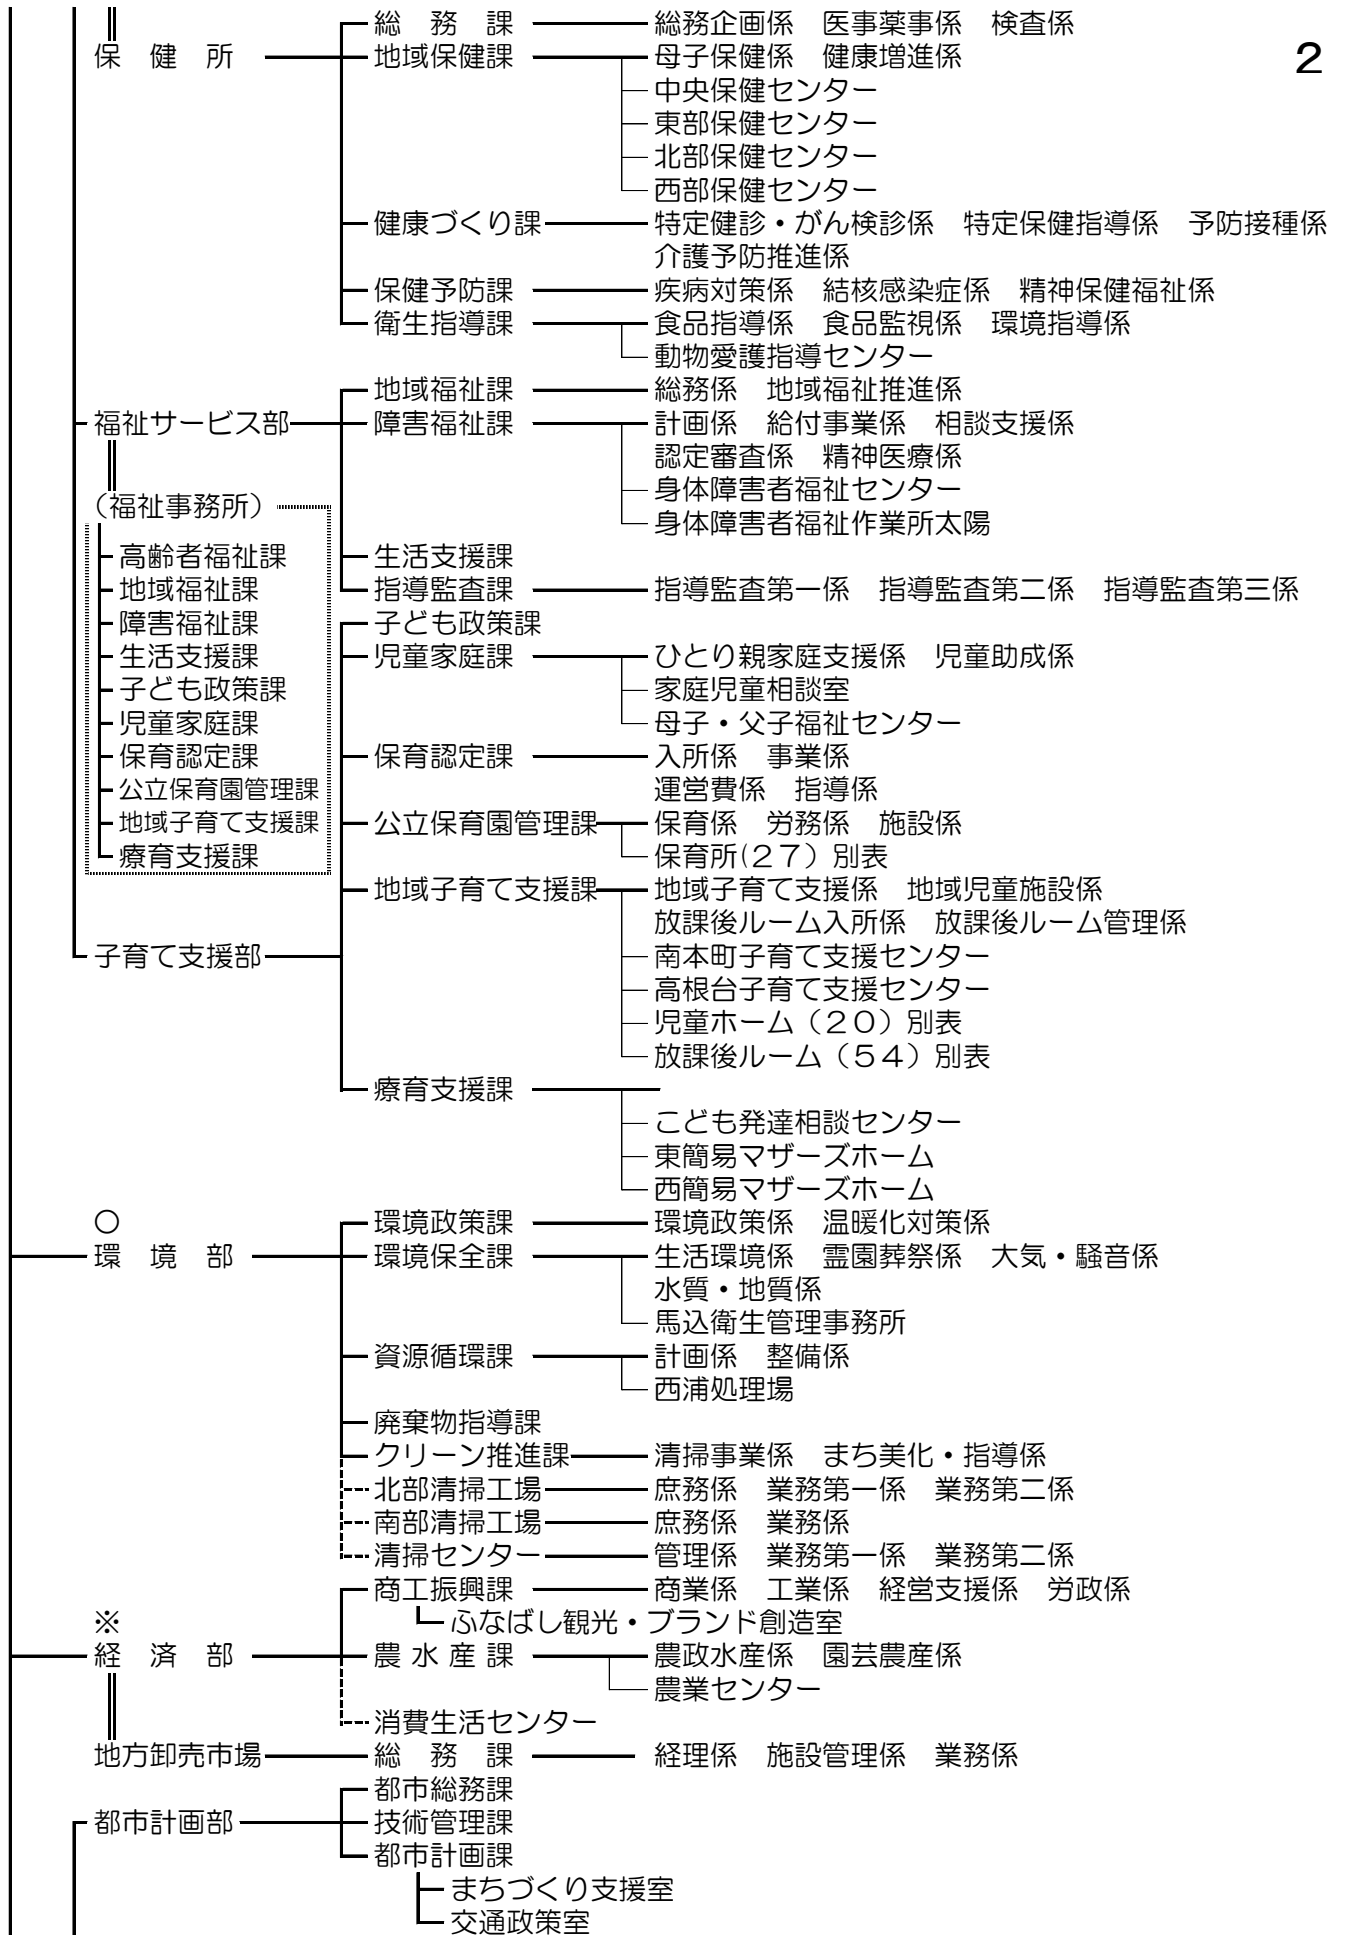 総　務　課　総務企画係　医事薬事係　検査係
保　健　所　地域保健課　母子保健係　健康増進係
2
中央保健センター
東部保健センター
北部保健センター
西部保健センター
健康づくり課　特定健診・がん検診係　特定保健指導係　予防接種係
介護予防推進係
保健予防課　疾病対策係　結核感染症係　精神保健福祉係
衛生指導課　食品指導係　食品監視係　環境指導係
動物愛護指導センター
地域福祉課　総務係　地域福祉推進係
福祉サービス部　障害福祉課　計画係　給付事業係　相談支援係
認定審査係　精神医療係
身体障害者福祉センター
（福祉事務所）　身体障害者福祉作業所太陽
高齢者福祉課　生活支援課
地域福祉課　指導監査課　指導監査第一係　指導監査第二係　指導監査第三係
障害福祉課　子ども政策課
生活支援課　児童家庭課　ひとり親家庭支援係　児童助成係
子ども政策課　家庭児童相談室
児童家庭課　母子・父子福祉センター
保育認定課　保育認定課　入所係　事業係
公立保育園管理課　運営費係　指導係
地域子育て支援課　公立保育園管理課　保育係　労務係　施設係
療育支援課　保育所(２７）別表
地域子育て支援課　地域子育て支援係　地域児童施設係
放課後ルーム入所係　放課後ルーム管理係
子育て支援部　南本町子育て支援センター
高根台子育て支援センター
児童ホーム（２０）別表
放課後ルーム（５４）別表
療育支援課
こども発達相談センター
東簡易マザーズホーム
西簡易マザーズホーム
○　環境政策課　環境政策係　温暖化対策係
環　境　部　環境保全課　生活環境係　霊園葬祭係　大気・騒音係
水質・地質係
馬込衛生管理事務所
資源循環課　計画係　整備係
西浦処理場
廃棄物指導課
クリーン推進課　清掃事業係　まち美化・指導係
北部清掃工場　庶務係　業務第一係　業務第二係
南部清掃工場　庶務係　業務係
清掃センター　管理係　業務第一係　業務第二係
商工振興課　商業係　工業係　経営支援係　労政係
※　ふなばし観光・ブランド創造室
経　済　部　農 水 産 課　農政水産係　園芸農産係
農業センター
消費生活センター
地方卸売市場　総　務　課　経理係　施設管理係　業務係
都市総務課
都市計画部　技術管理課
都市計画課
まちづくり支援室
交通政策室